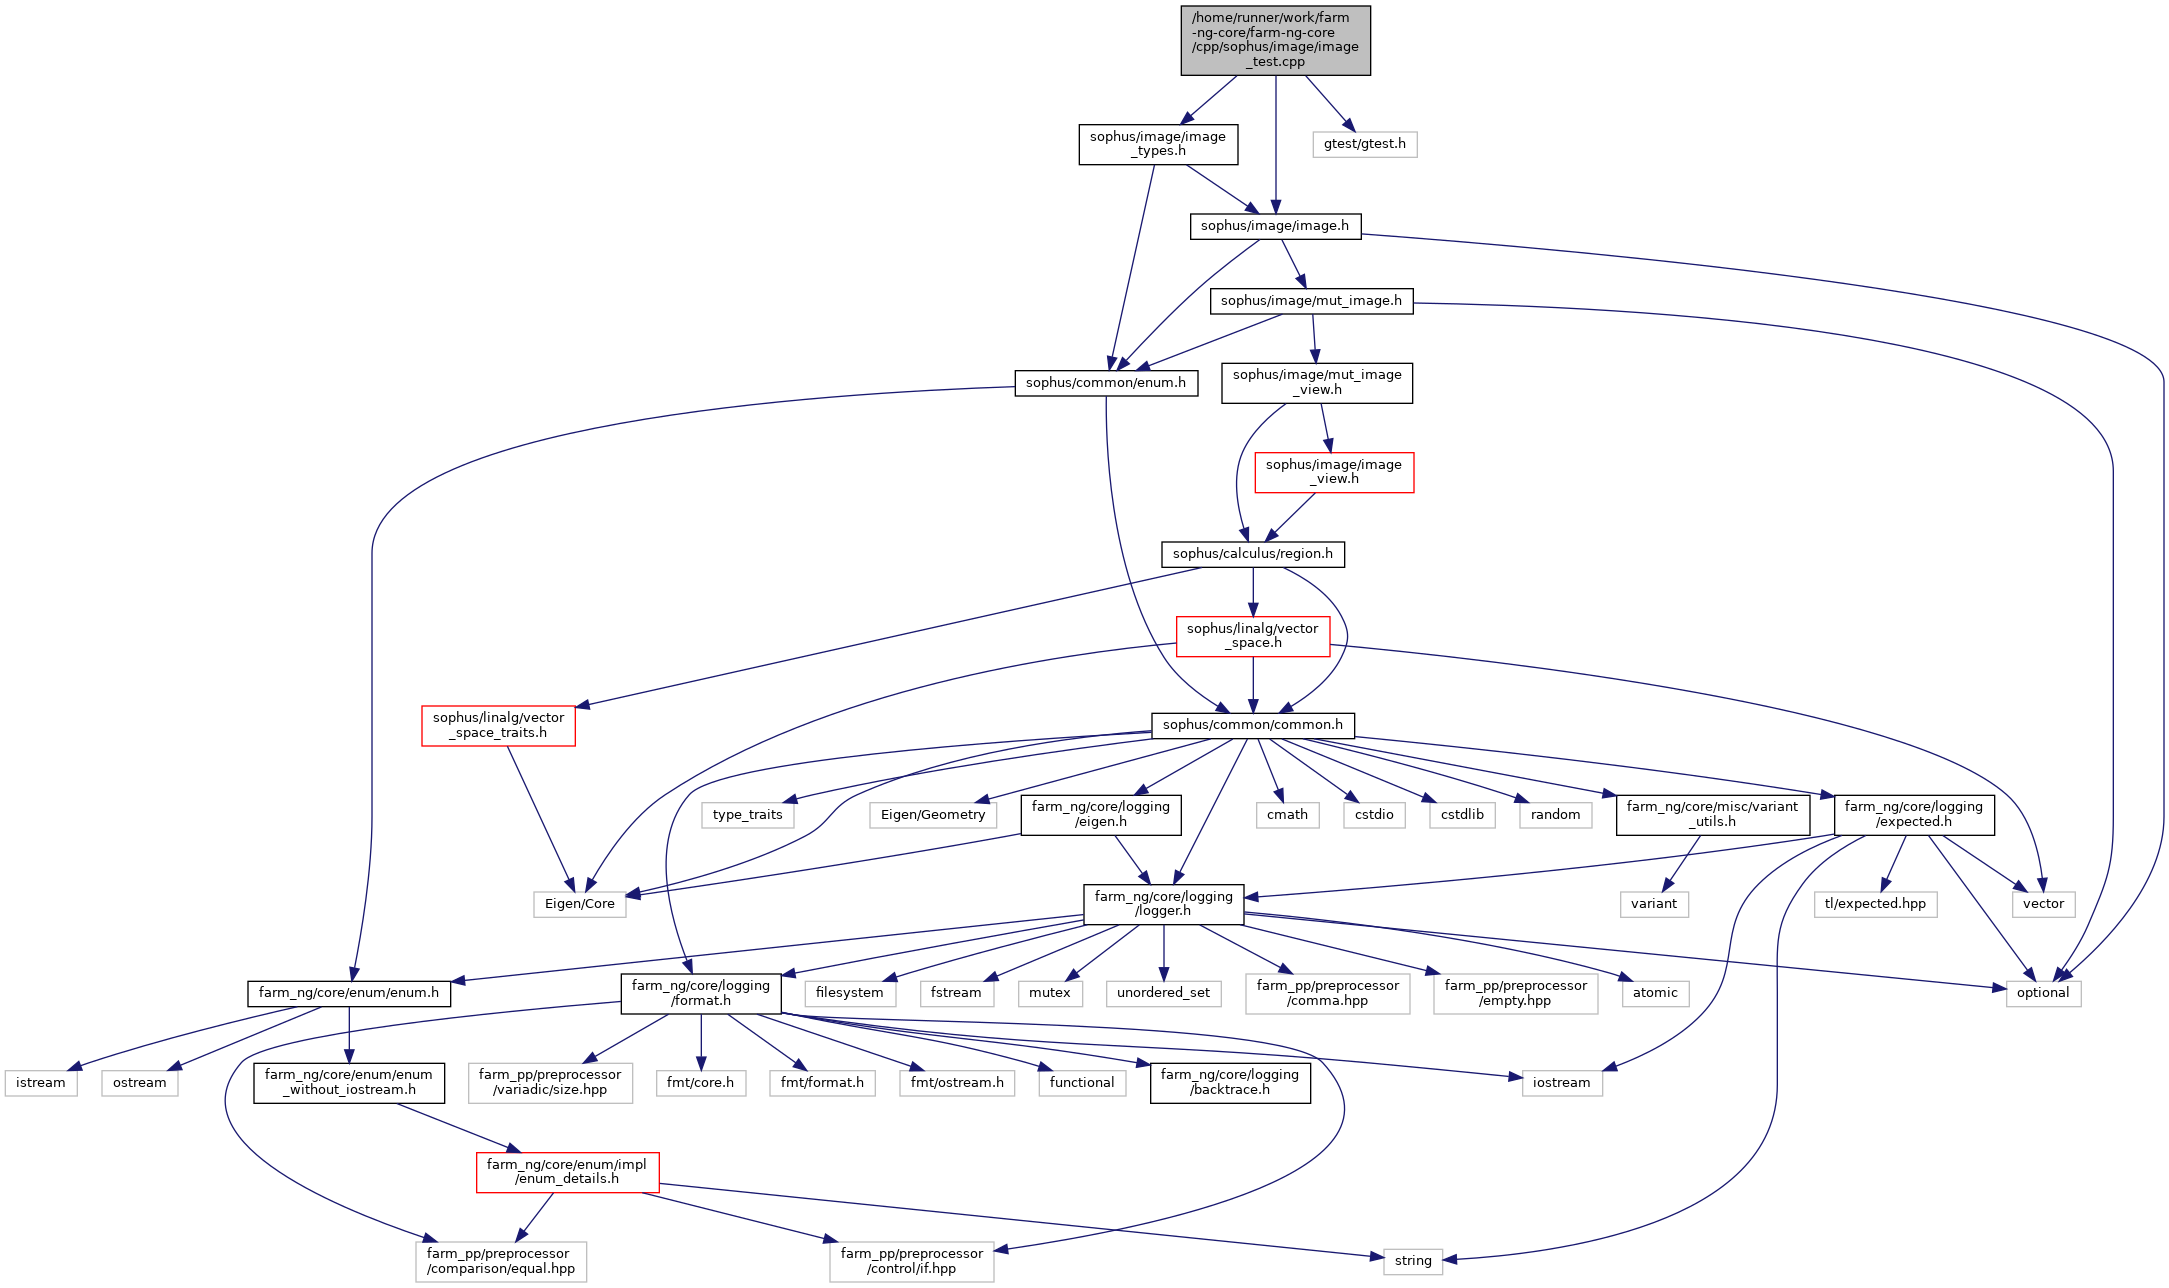 /home/runner/work/farm
-ng-core/farm-ng-core
/cpp/sophus/image/image
_test.cpp
sophus/image/image
_types.h
gtest/gtest.h
sophus/image/image.h
sophus/image/mut_image.h
sophus/common/enum.h
sophus/image/mut_image
_view.h
sophus/image/image
_view.h
sophus/calculus/region.h
sophus/linalg/vector
_space.h
sophus/linalg/vector
_space_traits.h
sophus/common/common.h
type_traits
Eigen/Geometry
farm_ng/core/logging
/eigen.h
cmath
cstdio
cstdlib
random
farm_ng/core/misc/variant
_utils.h
farm_ng/core/logging
/expected.h
Eigen/Core
farm_ng/core/logging
/logger.h
variant
tl/expected.hpp
vector
farm_ng/core/enum/enum.h
farm_ng/core/logging
/format.h
filesystem
fstream
mutex
unordered_set
farm_pp/preprocessor
/comma.hpp
farm_pp/preprocessor
/empty.hpp
atomic
optional
istream
ostream
farm_ng/core/enum/enum
_without_iostream.h
farm_pp/preprocessor
/variadic/size.hpp
fmt/core.h
fmt/format.h
fmt/ostream.h
functional
farm_ng/core/logging
/backtrace.h
iostream
farm_ng/core/enum/impl
/enum_details.h
farm_pp/preprocessor
/comparison/equal.hpp
farm_pp/preprocessor
/control/if.hpp
string